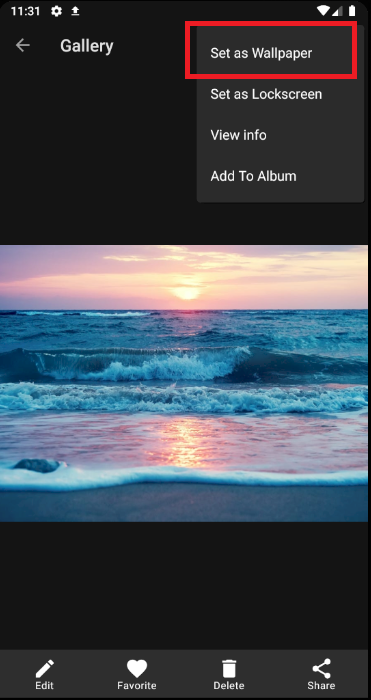 11:31
Gallery
Set as Wallpaper
Set as Lockscreen
View info
Add To Album
Edit
Favorite
Delete
Share